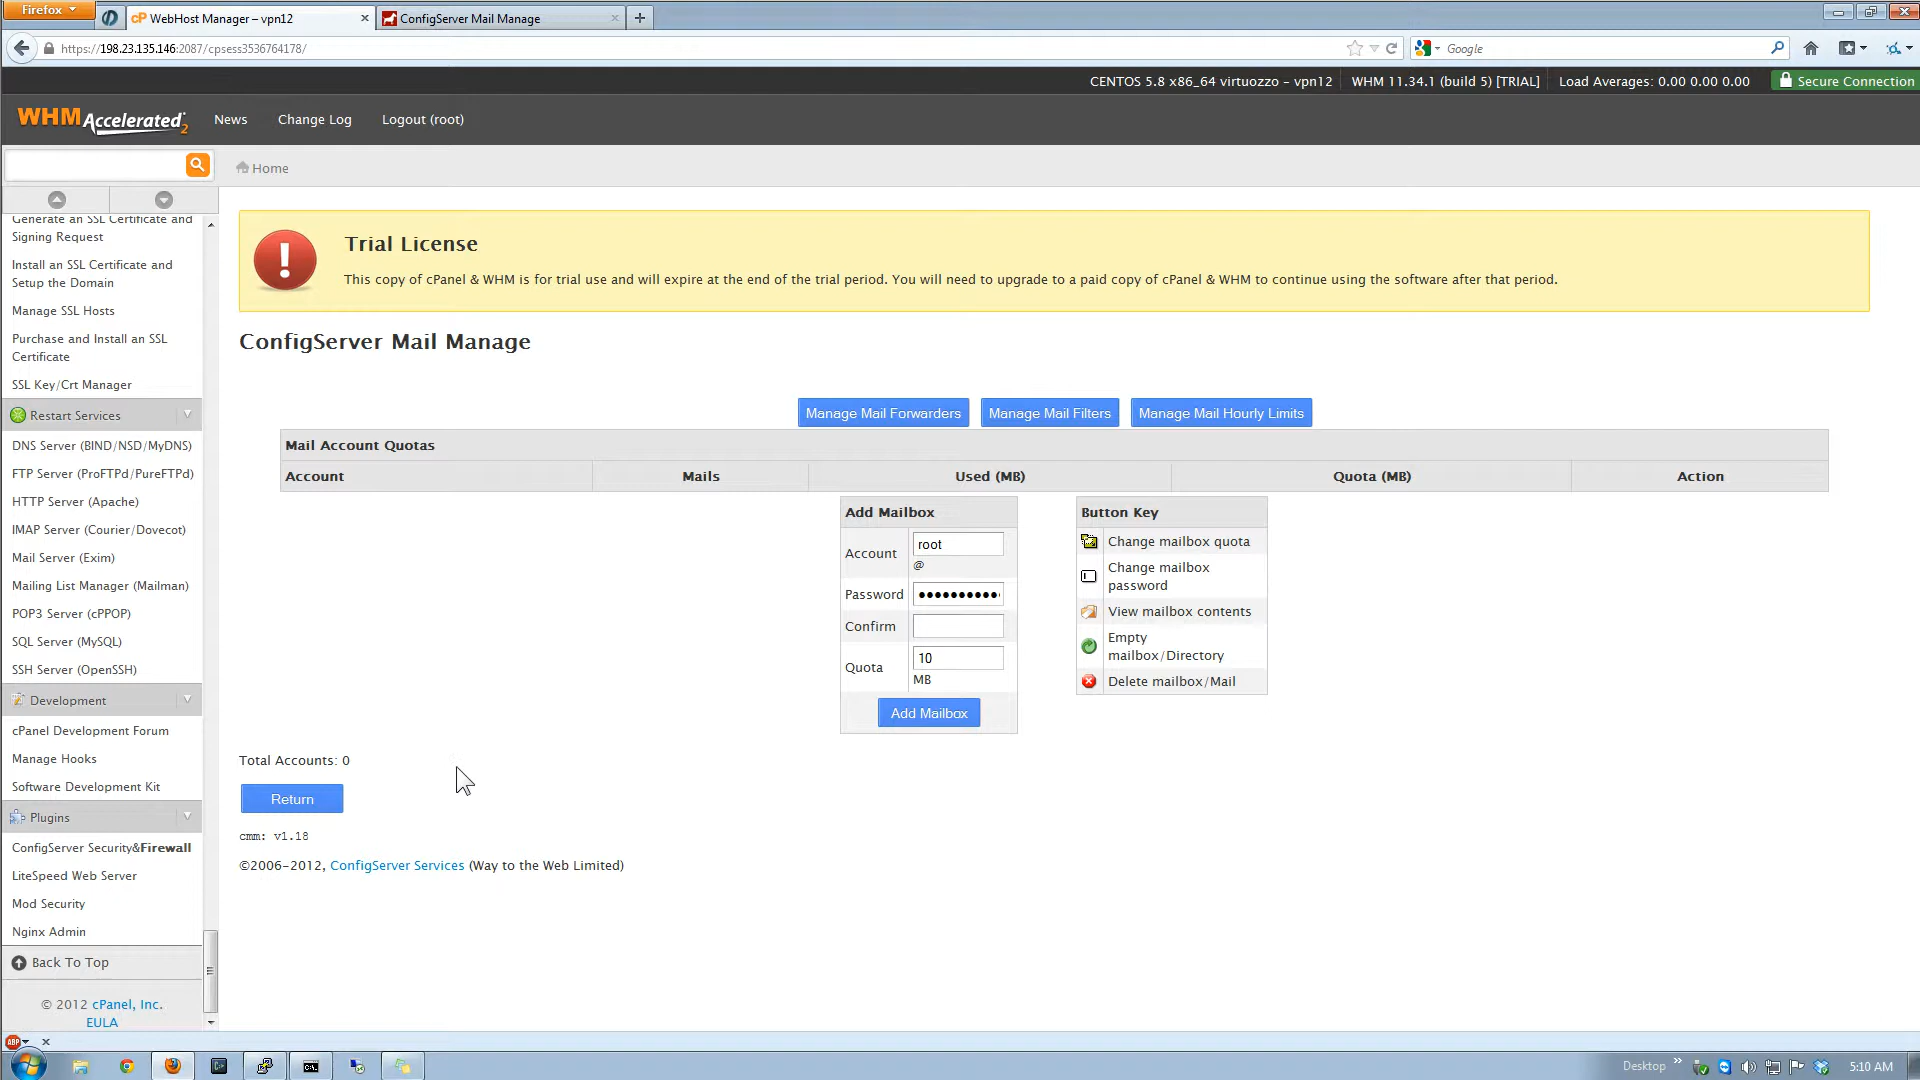 Firefox
WebHost Manager – vpn12
ConfigServer Mail Manage
https://198.23.135.146:2087/cpsess3536764178/
Google
CENTOS 5.8 x86_64 virtuozzo – vpn12
WHM 11.34.1 (build 5) [TRIAL]
Load Averages: 0.00 0.00 0.00
Secure Connection
WHM Accelerated2
News
Change Log
Logout (root)
Home
Generate an SSL Certificate and
Signing Request
Install an SSL Certificate and
Setup the Domain
Manage SSL Hosts
Purchase and Install an SSL
Certificate
SSL Key/Crt Manager
Restart Services
DNS Server (BIND/NSD/MyDNS)
FTP Server (ProFTPd/PureFTPd)
HTTP Server (Apache)
IMAP Server (Courier/Dovecot)
Mail Server (Exim)
Mailing List Manager (Mailman)
POP3 Server (cPPOP)
SQL Server (MySQL)
SSH Server (OpenSSH)
Development
cPanel Development Forum
Manage Hooks
Software Development Kit
Plugins
ConfigServer Security&Firewall
LiteSpeed Web Server
Mod Security
Nginx Admin
Back To Top
© 2012 cPanel, Inc.
EULA
Trial License
This copy of cPanel & WHM is for trial use and will expire at the end of the trial period. You will need to upgrade to a paid copy of cPanel & WHM to continue using the software after that period.
ConfigServer Mail Manage
Manage Mail Forwarders
Manage Mail Filters
Manage Mail Hourly Limits
Mail Account Quotas
Account
Mails
Used (MB)
Quota (MB)
Action
Add Mailbox
Account
root
@
Password
Confirm
Quota
10
MB
Add Mailbox
Button Key
Change mailbox quota
Change mailbox
password
View mailbox contents
Empty
mailbox/Directory
Delete mailbox/Mail
Total Accounts: 0
Return
cmm: v1.18
©2006-2012, ConfigServer Services (Way to the Web Limited)
ABP
Desktop
5:10 AM